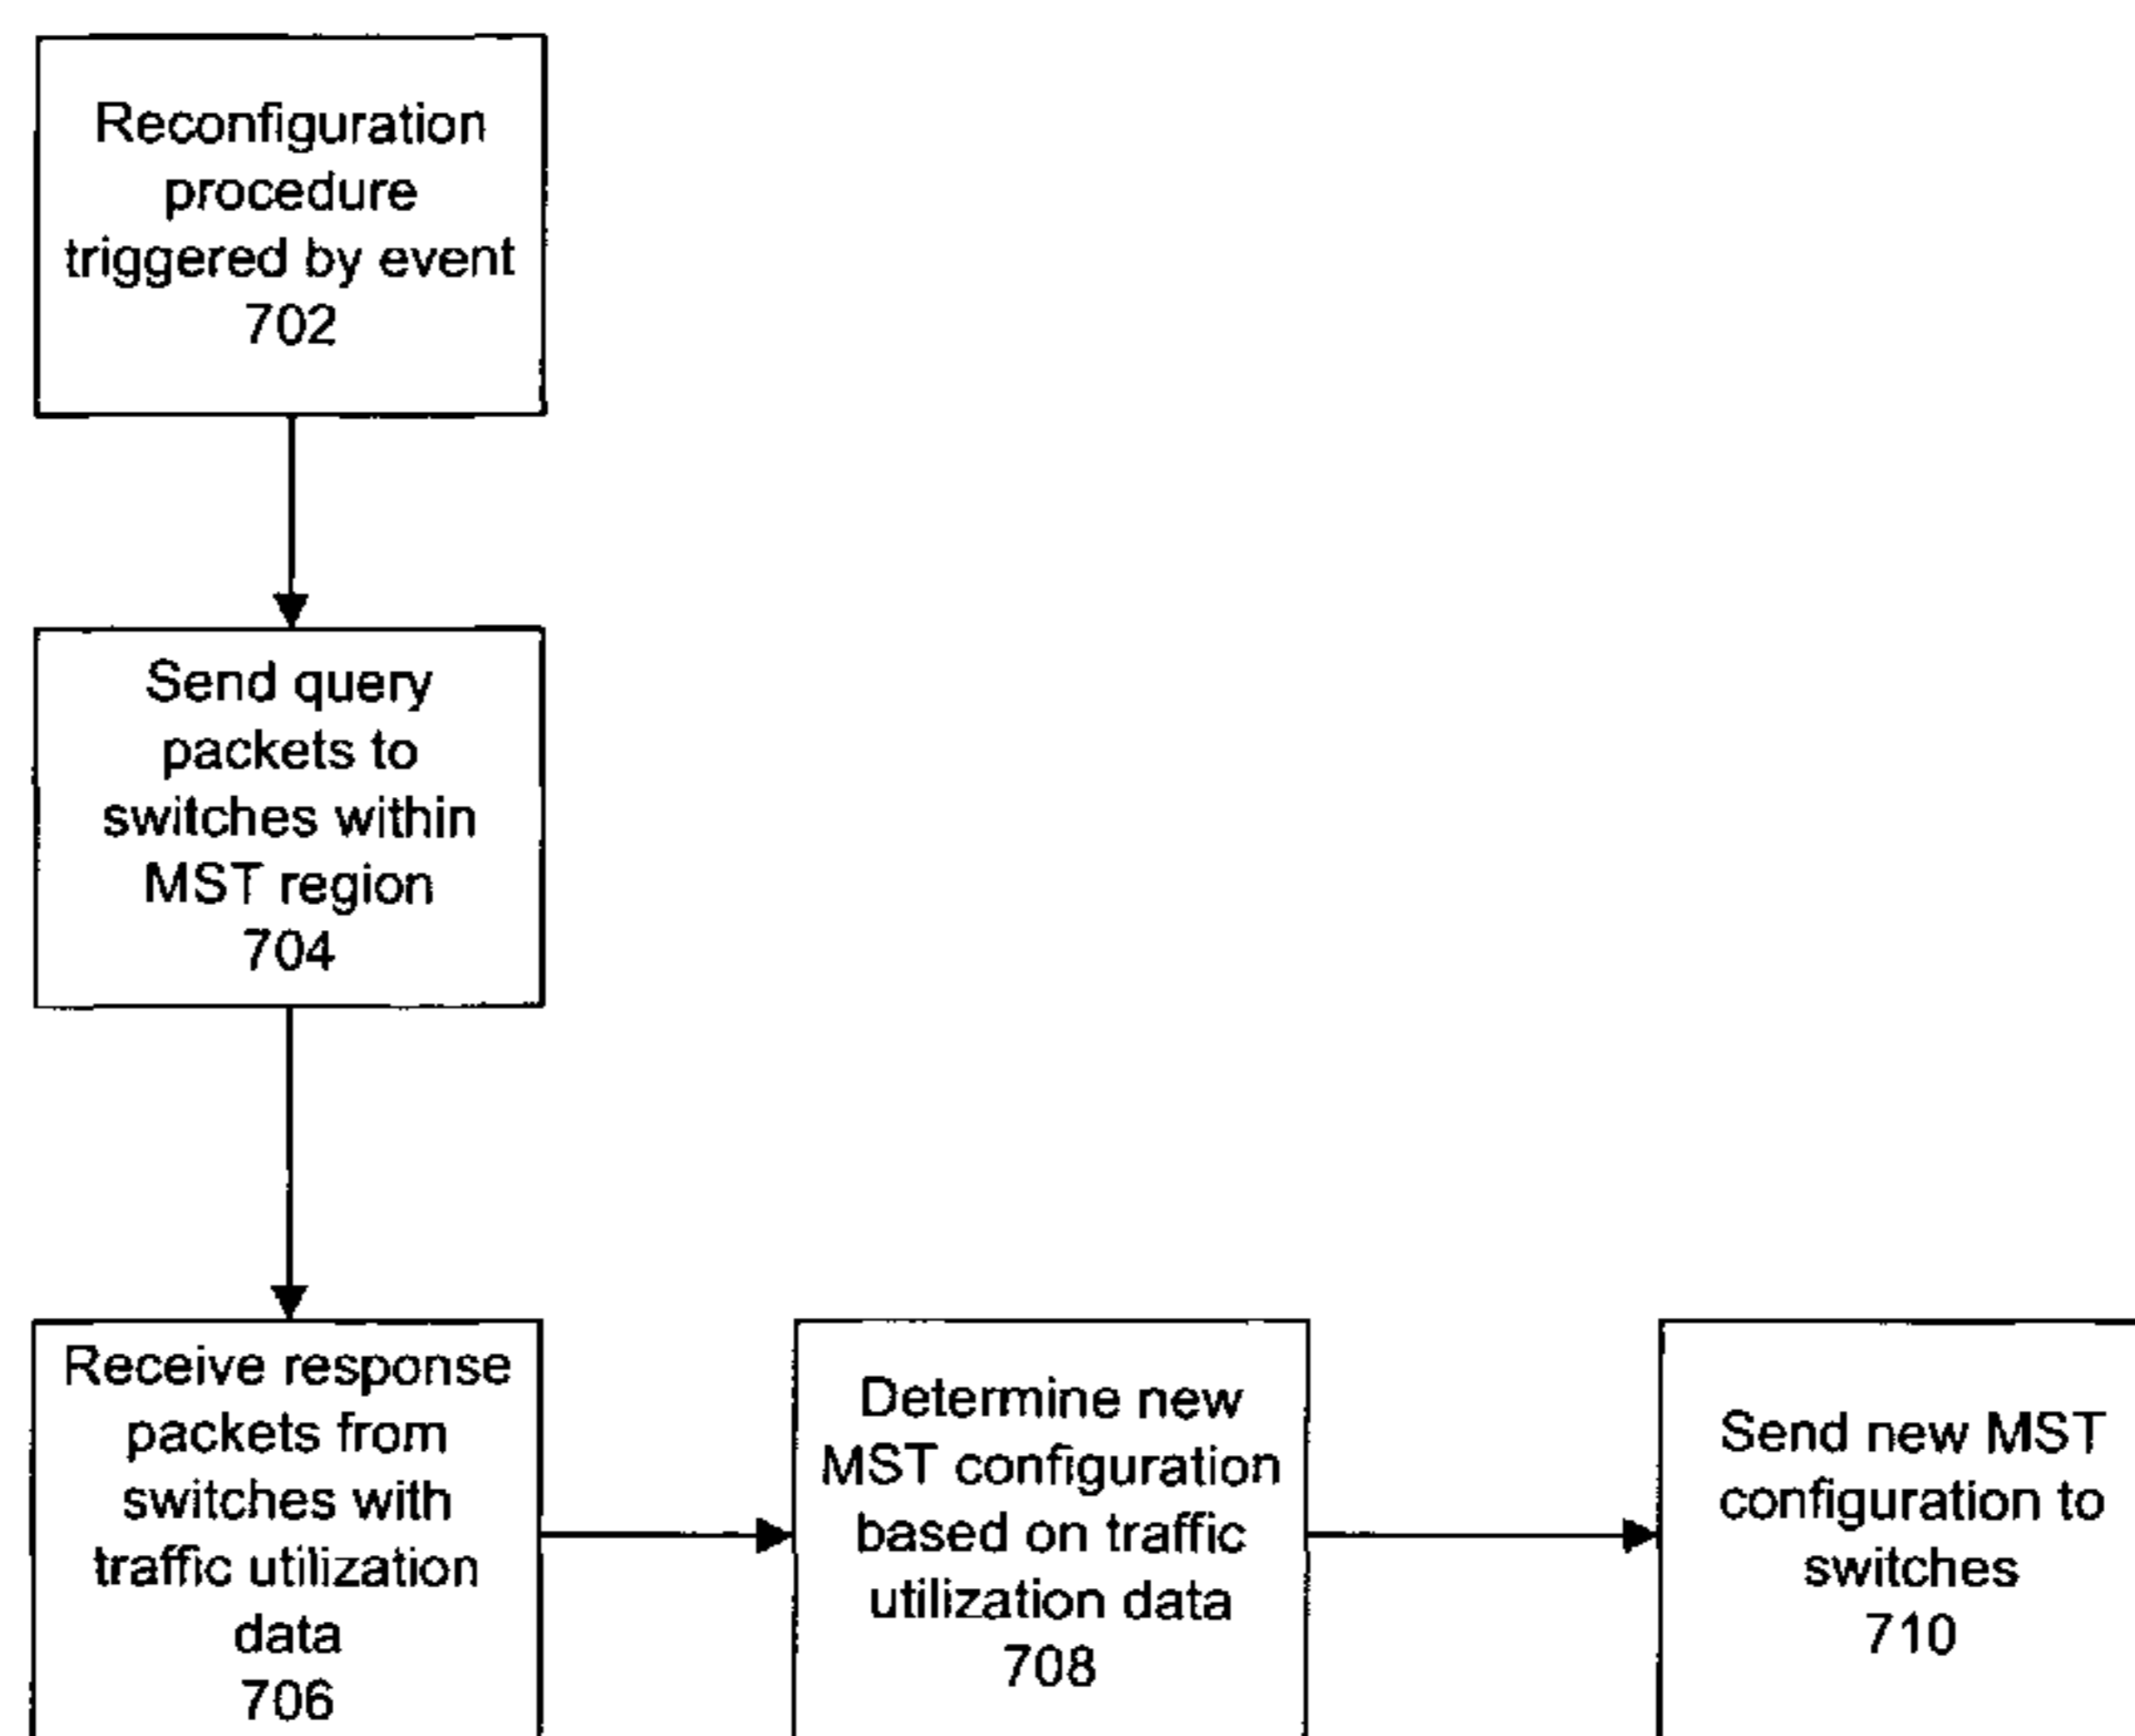 Reconfiguration
procedure
triggered by event
702
Send query
packets to
switches within
MST region
704
Receive response
packets from
switches with
traffic utilization
data
706
Determine new
MST configuration
based on traffic
utilization data
708
Send new MST
configuration to
switches
710